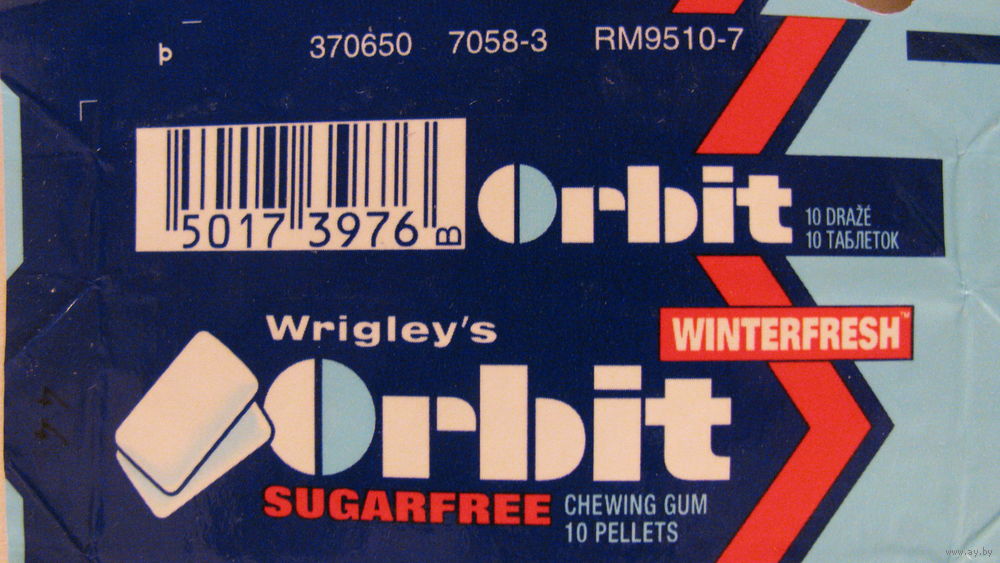 370650 7058-3 RM9510-7
5017 3976 B
Orbit
10 DRAŽÉ
10 ТАБЛЕТОК
Wrigley's
WINTERFRESH™
Orbit
SUGARFREE
CHEWING GUM
10 PELLETS
www.ay.by